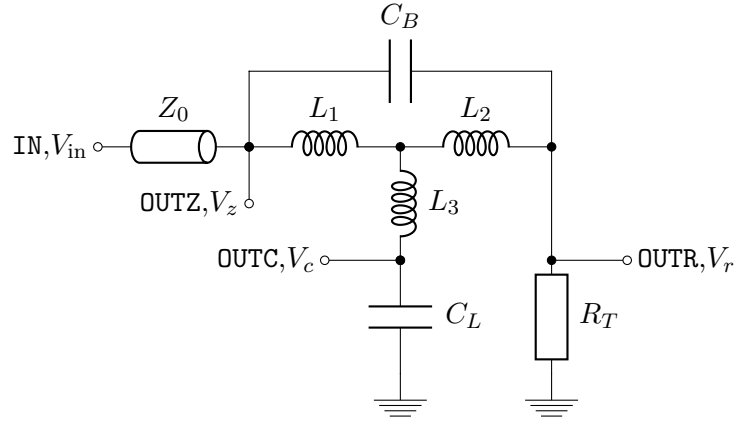 C_B
Z_0
L_1
L_2
IN,V_in
OUTZ,V_z
L_3
OUTC,V_c
OUTR,V_r
C_L
R_T